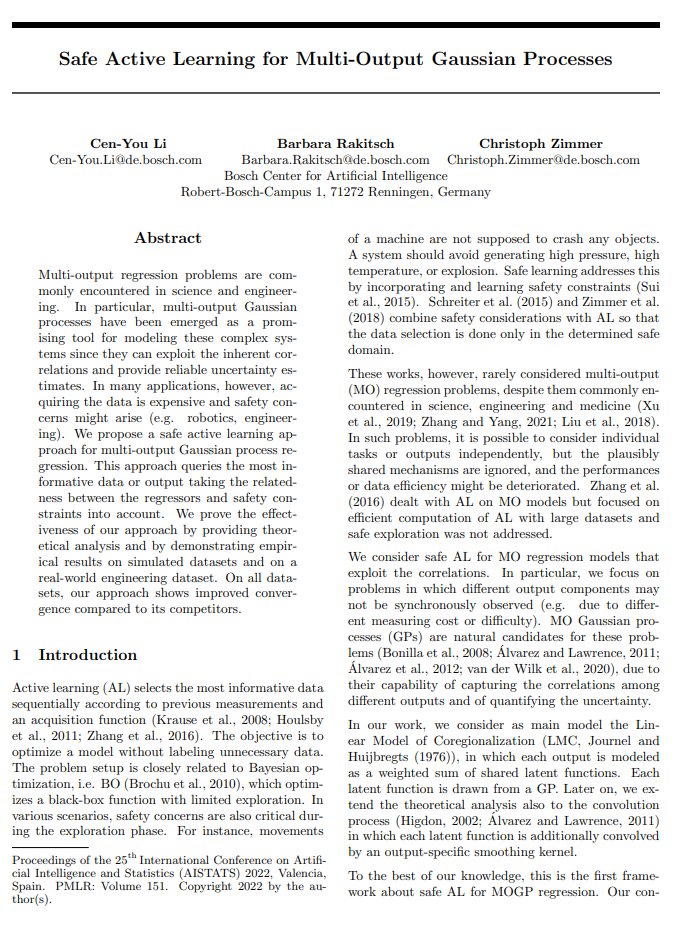 Safe Active Learning for Multi-Output Gaussian Processes
Cen-You Li
Cen-You.Li@de.bosch.com
Barbara Rakitsch
Barbara.Rakitsch@de.bosch.com
Christoph Zimmer
Christoph.Zimmer@de.bosch.com
Bosch Center for Artificial Intelligence
Robert-Bosch-Campus 1, 71272 Renningen, Germany
Abstract
Multi-output regression problems are com-
monly encountered in science and engineer-
ing. In particular, multi-output Gaussian
processes have been emerged as a prom-
ising tool for modeling these complex sys-
tems since they can exploit the inherent cor-
relations and provide reliable uncertainty es-
timates. In many applications, however, ac-
quiring the data is expensive and safety con-
cerns might arise (e.g. robotics, engineer-
ing). We propose a safe active learning ap-
proach for multi-output Gaussian process re-
gression. This approach queries the most in-
formative data or output taking the related-
ness between the regressors and safety con-
straints into account. We prove the effect-
iveness of our approach by providing theor-
etical analysis and by demonstrating empir-
ical results on simulated datasets and on a
real-world engineering dataset. On all data-
sets, our approach shows improved conver-
gence compared to its competitors.
1 Introduction
Active learning (AL) selects the most informative data
sequentially according to previous measurements and
an acquisition function (Krause et al., 2008; Houlsby
et al., 2011; Zhang et al., 2016). The objective is to
optimize a model without labeling unnecessary data.
The problem setup is closely related to Bayesian op-
timization, i.e. BO (Brochu et al., 2010), which optim-
izes a black-box function with limited exploration. In
various scenarios, safety concerns are also critical dur-
ing the exploration phase. For instance, movements
Proceedings of the 25th International Conference on Artifi-
cial Intelligence and Statistics (AISTATS) 2022, Valencia,
Spain. PMLR: Volume 151. Copyright 2022 by the au-
thor(s).
of a machine are not supposed to crash any objects.
A system should avoid generating high pressure, high
temperature, or explosion. Safe learning addresses this
by incorporating and learning safety constraints (Sui
et al., 2015). Schreiter et al. (2015) and Zimmer et al.
(2018) combine safety considerations with AL so that
the data selection is done only in the determined safe
domain.
These works, however, rarely considered multi-output
(MO) regression problems, despite them commonly en-
countered in science, engineering and medicine (Xu
et al., 2019; Zhang and Yang, 2021; Liu et al., 2018).
In such problems, it is possible to consider individual
tasks or outputs independently, but the plausibly
shared mechanisms are ignored, and the performances
or data efficiency might be deteriorated. Zhang et al.
(2016) dealt with AL on MO models but focused on
efficient computation of AL with large datasets and
safe exploration was not addressed.
We consider safe AL for MO regression models that
exploit the correlations. In particular, we focus on
problems in which different output components may
not be synchronously observed (e.g. due to differ-
ent measuring cost or difficulty). MO Gaussian pro-
cesses (GPs) are natural candidates for these prob-
lems (Bonilla et al., 2008; Álvarez and Lawrence, 2011;
Álvarez et al., 2012; van der Wilk et al., 2020), due to
their capability of capturing the correlations among
different outputs and of quantifying the uncertainty.
In our work, we consider as main model the Lin-
ear Model of Coregionalization (LMC, Journel and
Huijbregts (1976)), in which each output is modeled
as a weighted sum of shared latent functions. Each
latent function is drawn from a GP. Later on, we ex-
tend the theoretical analysis also to the convolution
process (Higdon, 2002; Álvarez and Lawrence, 2011)
in which each latent function is additionally convolved
by an output-specific smoothing kernel.
To the best of our knowledge, this is the first frame-
work about safe AL for MOGP regression. Our con-